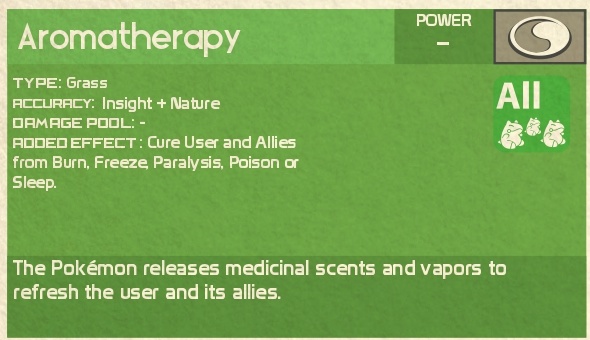 Aromatherapy
POWER
–
TYPE: Grass
ACCURACY: Insight + Nature
DAMAGE POOL: -
ADDED EFFECT: Cure User and Allies
from Burn, Freeze, Paralysis, Poison or
Sleep.
All
The Pokémon releases medicinal scents and vapors to
refresh the user and its allies.